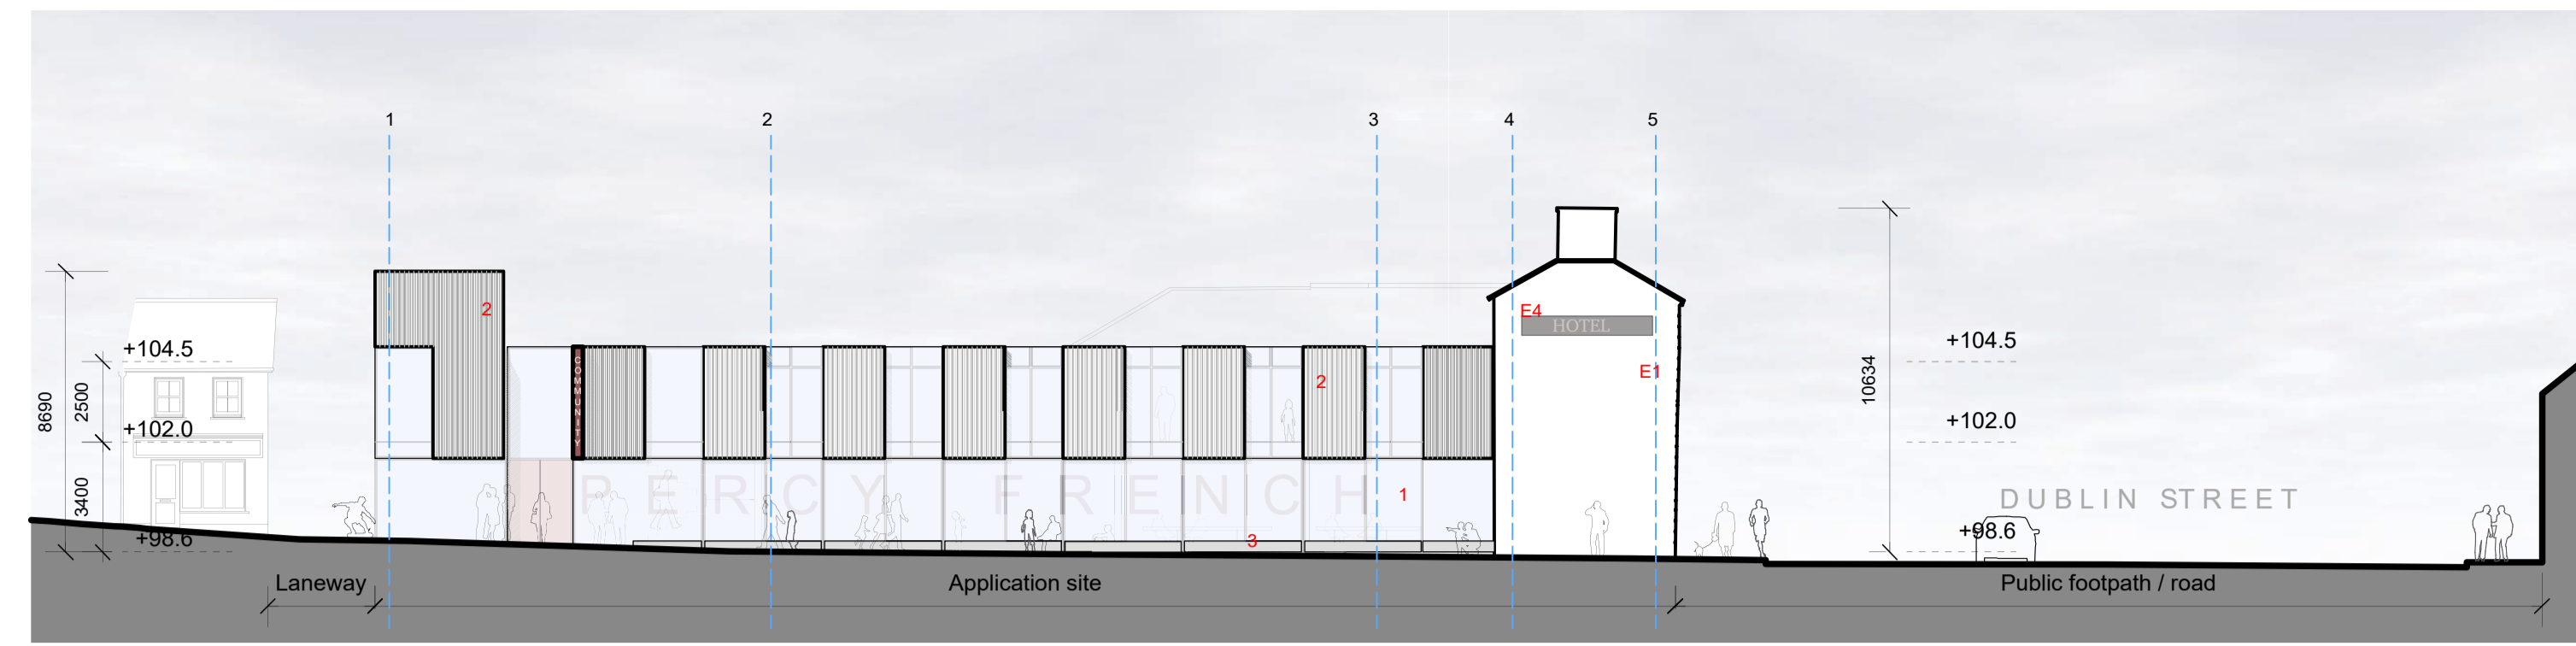 1
2
3
4
5
2
E4
HOTEL
+104.5
+104.5
E1
8690
2500
COMMUNITY
2
10634
+102.0
+102.0
3400
PERCY FRENCH
1
DUBLIN STREET
+98.6
3
+98.6
Laneway
Application site
Public footpath / road